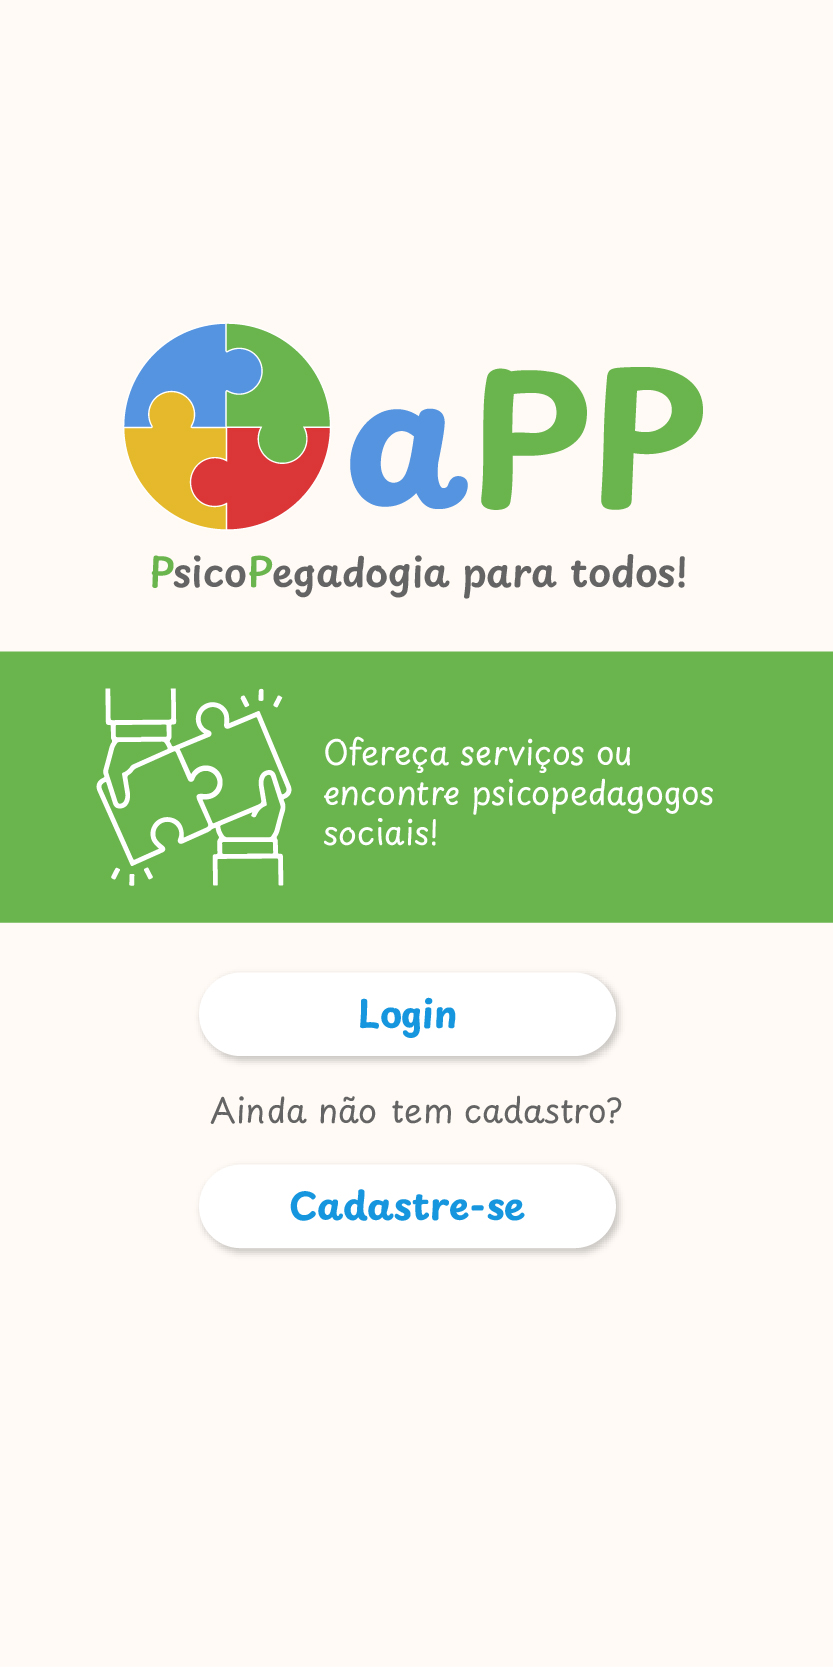 aPP
PsicoPegadogia para todos!
Ofereça serviços ou
encontre psicopedagogos
sociais!
Login
Ainda não tem cadastro?
Cadastre-se